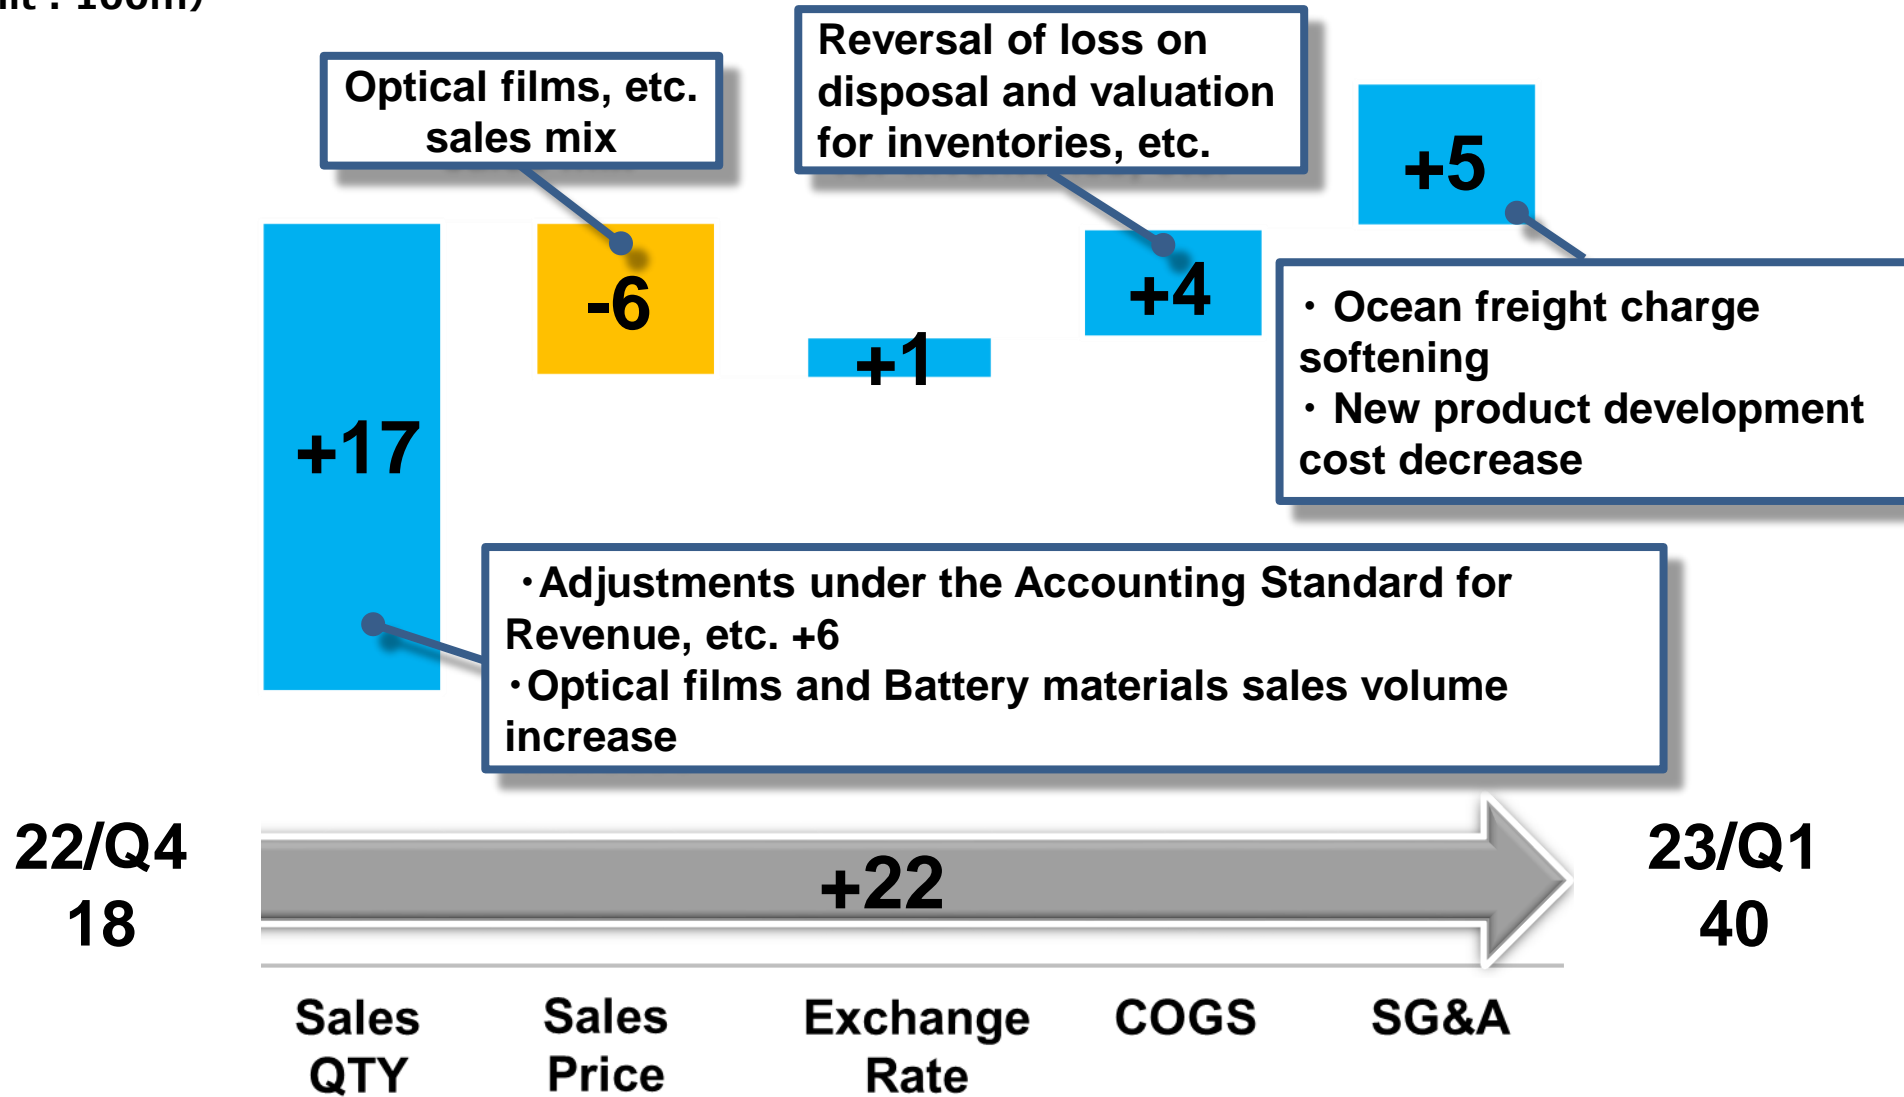 : 100m)
Optical films, etc.
sales mix
Reversal of loss on
disposal and valuation
for inventories, etc.
+5
-6
+4
+1
+17
・Ocean freight charge
softening
・New product development
cost decrease
・Adjustments under the Accounting Standard for
Revenue, etc. +6
・Optical films and Battery materials sales volume
increase
22/Q4
18
+22
23/Q1
40
Sales
QTY
Sales
Price
Exchange
Rate
COGS
SG&A